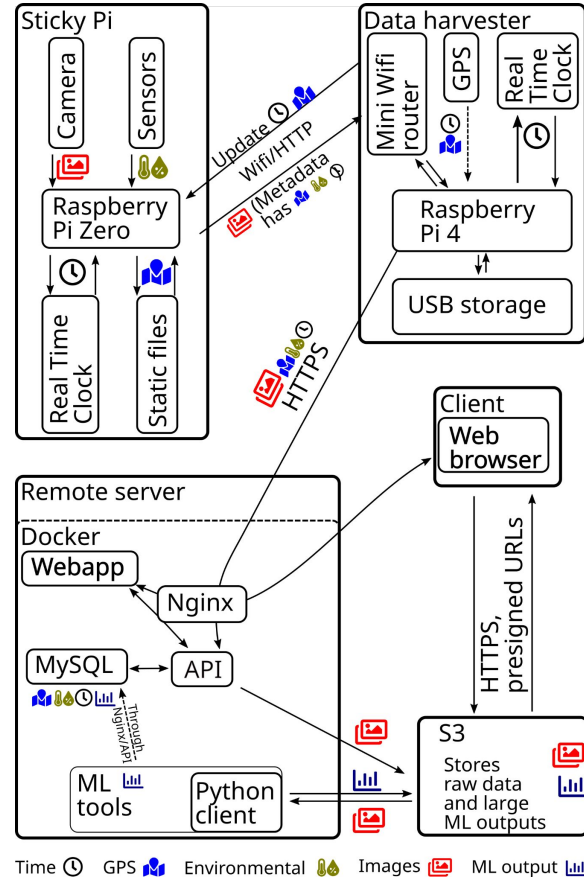 Sticky Pi
Camera
Sensors
Raspberry
Pi Zero
Real Time
Clock
Static files
Update
Wifi/HTTP
(Metadata
has
)
Data harvester
Mini Wifi
router
GPS
Real
Time
Clock
Raspberry
Pi 4
USB storage
HTTPS
Client
Web
browser
HTTPS,
presigned URLs
Remote server
Docker
Webapp
Nginx
MySQL
API
Through
Nginx/API
ML
tools
Python
client
S3
Stores
raw data
and large
ML outputs
Time
GPS
Environmental
Images
ML output